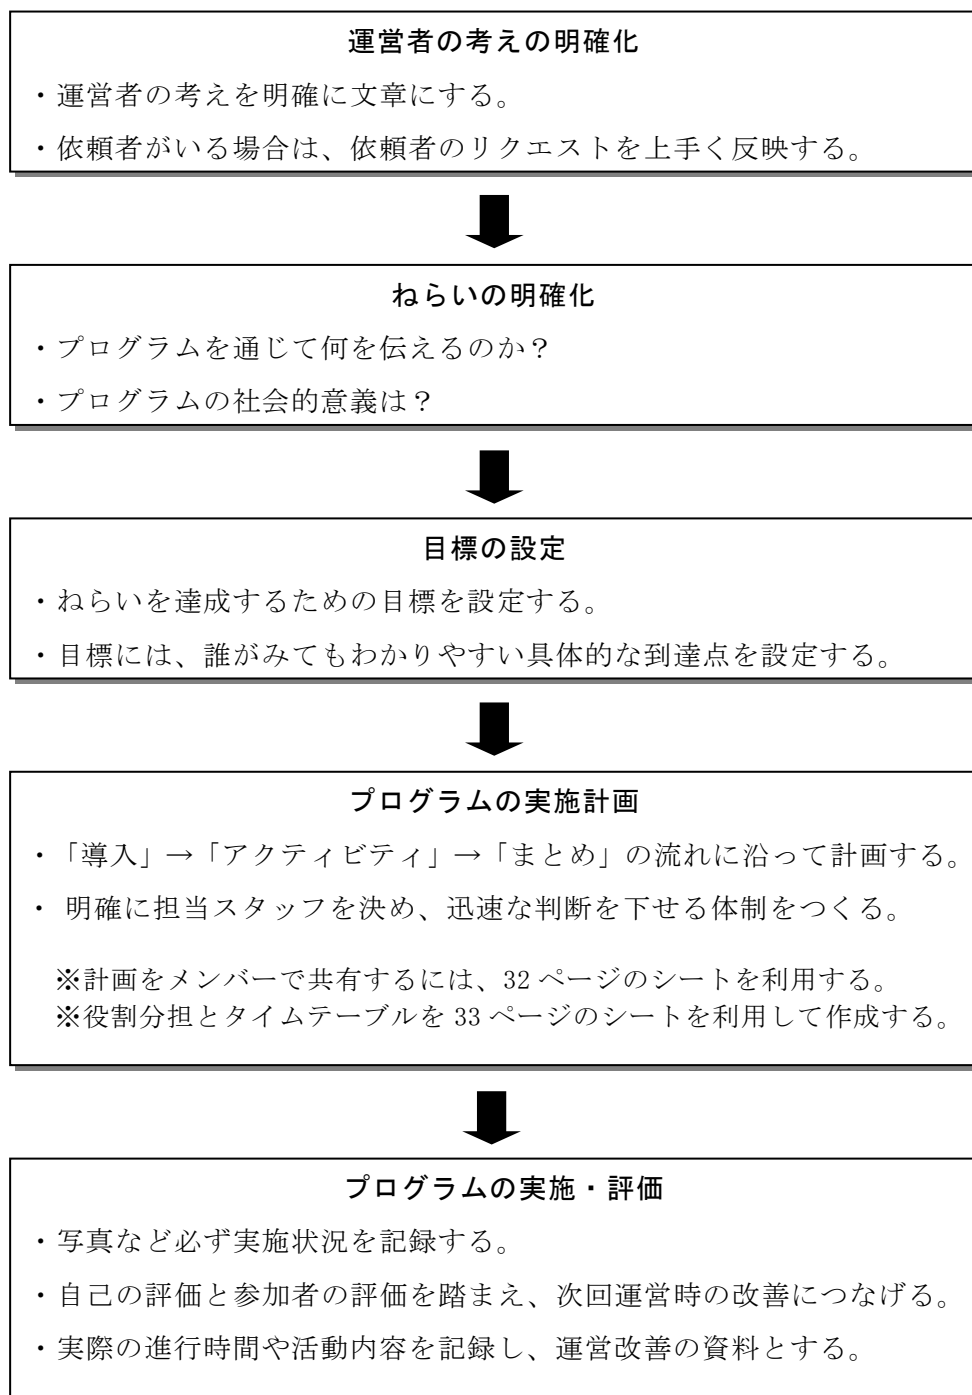 運営者の考えの明確化
・運営者の考えを明確に文章にする。
・依頼者がいる場合は、依頼者のリクエストを上手く反映する。
ねらいの明確化
・プログラムを通じて何を伝えるのか？
・プログラムの社会的意義は？
目標の設定
・ねらいを達成するための目標を設定する。
・目標には、誰がみてもわかりやすい具体的な到達点を設定する。
プログラムの実施計画
・「導入」→「アクティビティ」→「まとめ」の流れに沿って計画する。
・ 明確に担当スタッフを決め、迅速な判断を下せる体制をつくる。
※計画をメンバーで共有するには、32 ページのシートを利用する。
※役割分担とタイムテーブルを 33 ページのシートを利用して作成する。
プログラムの実施・評価
・写真など必ず実施状況を記録する。
・自己の評価と参加者の評価を踏まえ、次回運営時の改善につなげる。
・実際の進行時間や活動内容を記録し、運営改善の資料とする。